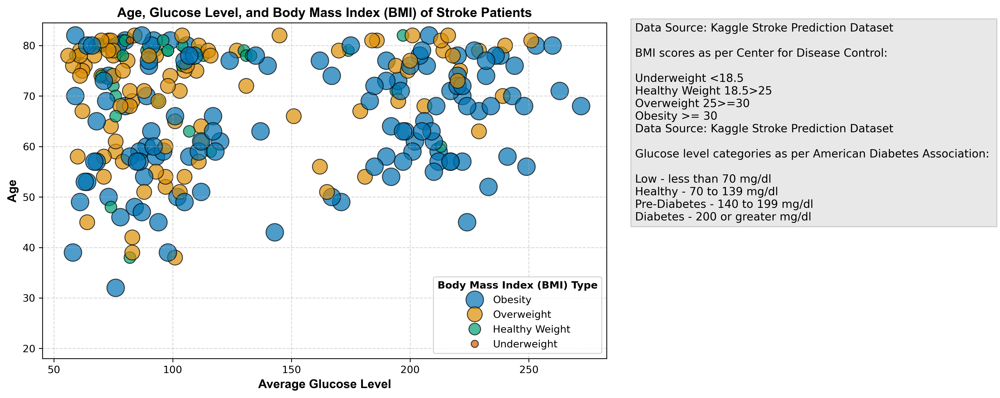 Age, Glucose Level, and Body Mass Index (BMI) of Stroke Patients
Age
80
70
60
50
40
30
20
50 100 150 200 250
Average Glucose Level
Body Mass Index (BMI) Type
Obesity
Overweight
Healthy Weight
Underweight
Data Source: Kaggle Stroke Prediction Dataset
BMI scores as per Center for Disease Control:
Underweight <18.5
Healthy Weight 18.5>25
Overweight 25>=30
Obesity >= 30
Data Source: Kaggle Stroke Prediction Dataset
Glucose level categories as per American Diabetes Association:
Low - less than 70 mg/dl
Healthy - 70 to 139 mg/dl
Pre-Diabetes - 140 to 199 mg/dl
Diabetes - 200 or greater mg/dl